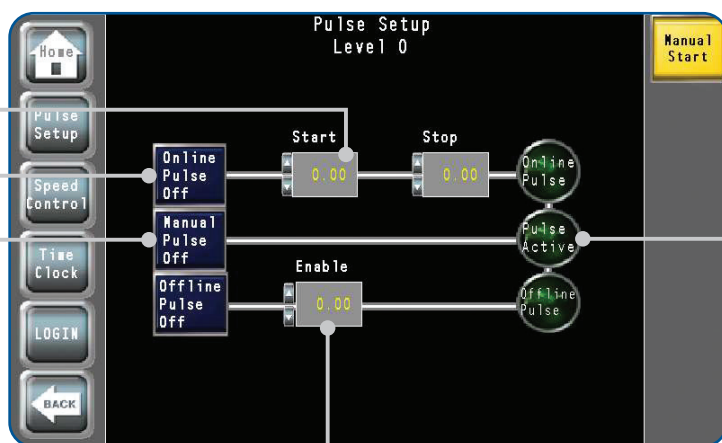 Pulse Setup
Level 0
Manual
Start
Home
Pulse
Setup
Speed
Control
Time
Clock
LOGIN
BACK
Start
Stop
Online
Pulse
Off
0.00
0.00
Online
Pulse
Manual
Pulse
Off
Pulse
Active
Enable
Offline
Pulse
Off
0.00
Offline
Pulse